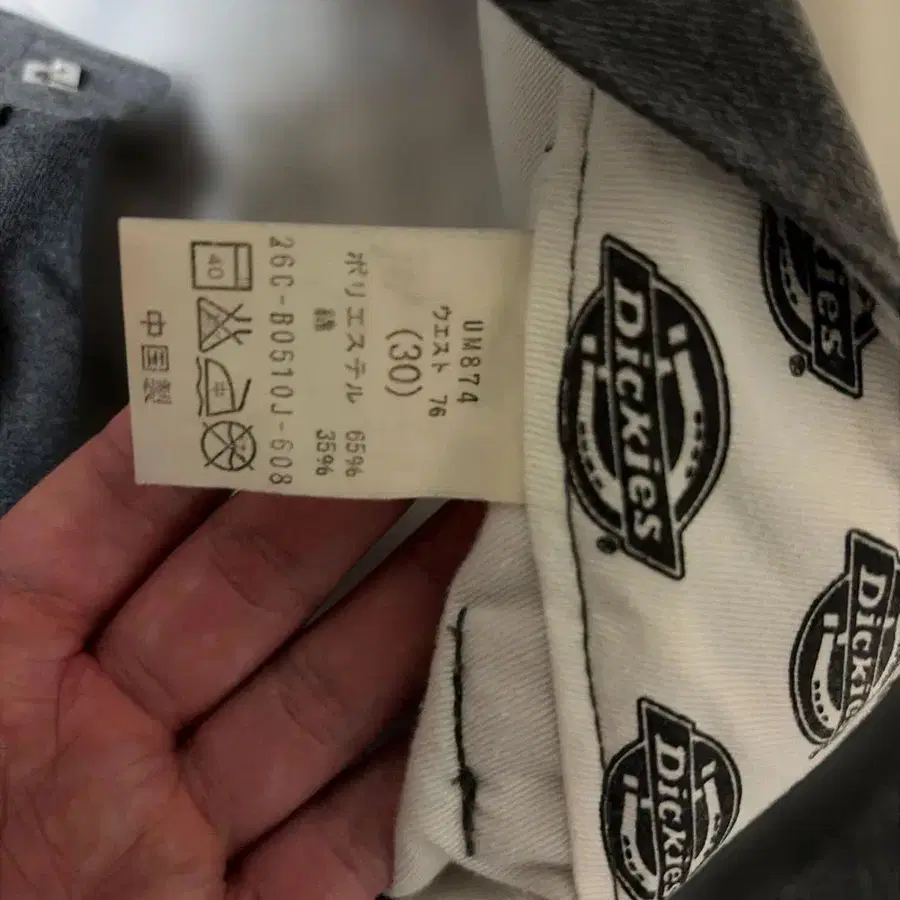 UM874
ウエスト 76
(30)
ポリエステル 65%
綿 35%
26C-B0510J-608
40
中
中国製
Dickies
®
Dickies
®
Dickies
Dickies